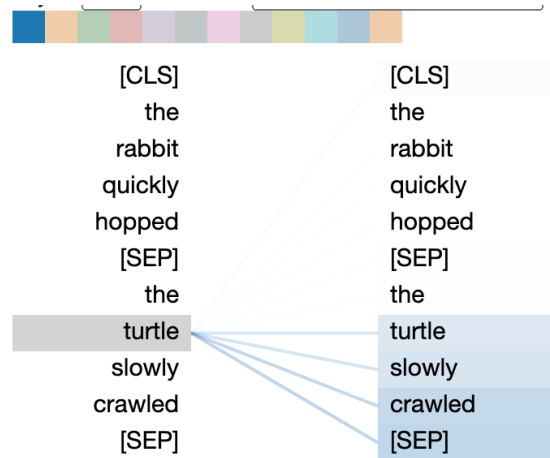 [CLS] [CLS]
the the
rabbit rabbit
quickly quickly
hopped hopped
[SEP] [SEP]
the the
turtle turtle
slowly slowly
crawled crawled
[SEP] [SEP]